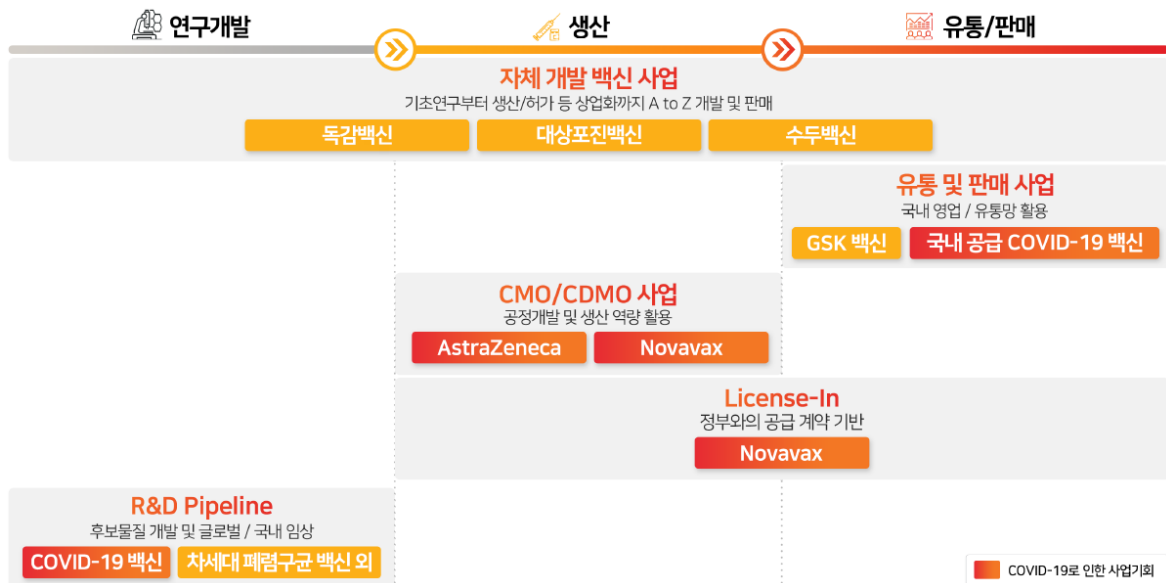 연구개발
생산
유통/판매
자체 개발 백신 사업
기초연구부터 생산/허가 등 상업화까지 A to Z 개발 및 판매
독감백신
대상포진백신
수두백신
유통 및 판매 사업
국내 영업 / 유통망 활용
GSK 백신
국내 공급 COVID-19 백신
CMO/CDMO 사업
공정개발 및 생산 역량 활용
AstraZeneca
Novavax
License-In
정부와의 공급 계약 기반
Novavax
R&D Pipeline
후보물질 개발 및 글로벌 / 국내 임상
COVID-19 백신
차세대 폐렴구균 백신 외
COVID-19로 인한 사업기회